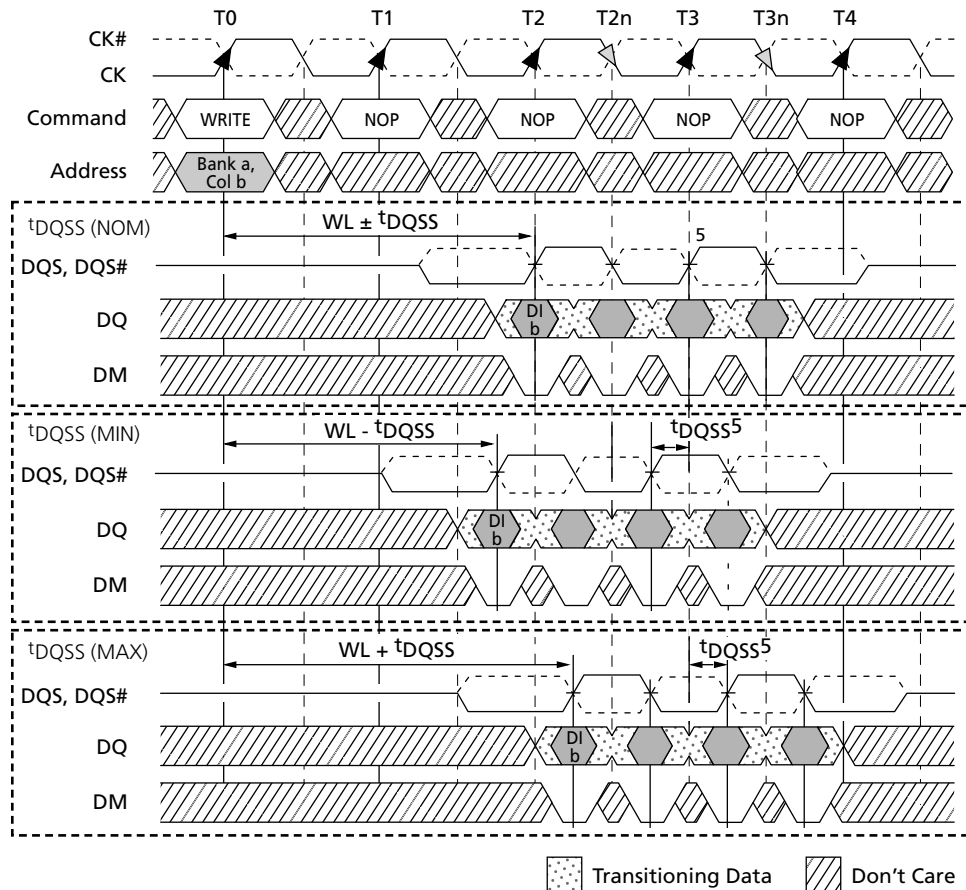 T0 T1 T2 T2n T3 T3n T4
CK#
CK
Command WRITE NOP NOP NOP NOP
Address Bank a, Col b
tDQSS (NOM) WL ± tDQSS 5
DQS, DQS#
DQ DI b
DM
tDQSS (MIN) WL - tDQSS tDQSS5
DQS, DQS#
DQ DI b
DM
tDQSS (MAX) WL + tDQSS tDQSS5
DQS, DQS#
DQ DI b
DM
Transitioning Data Don't Care